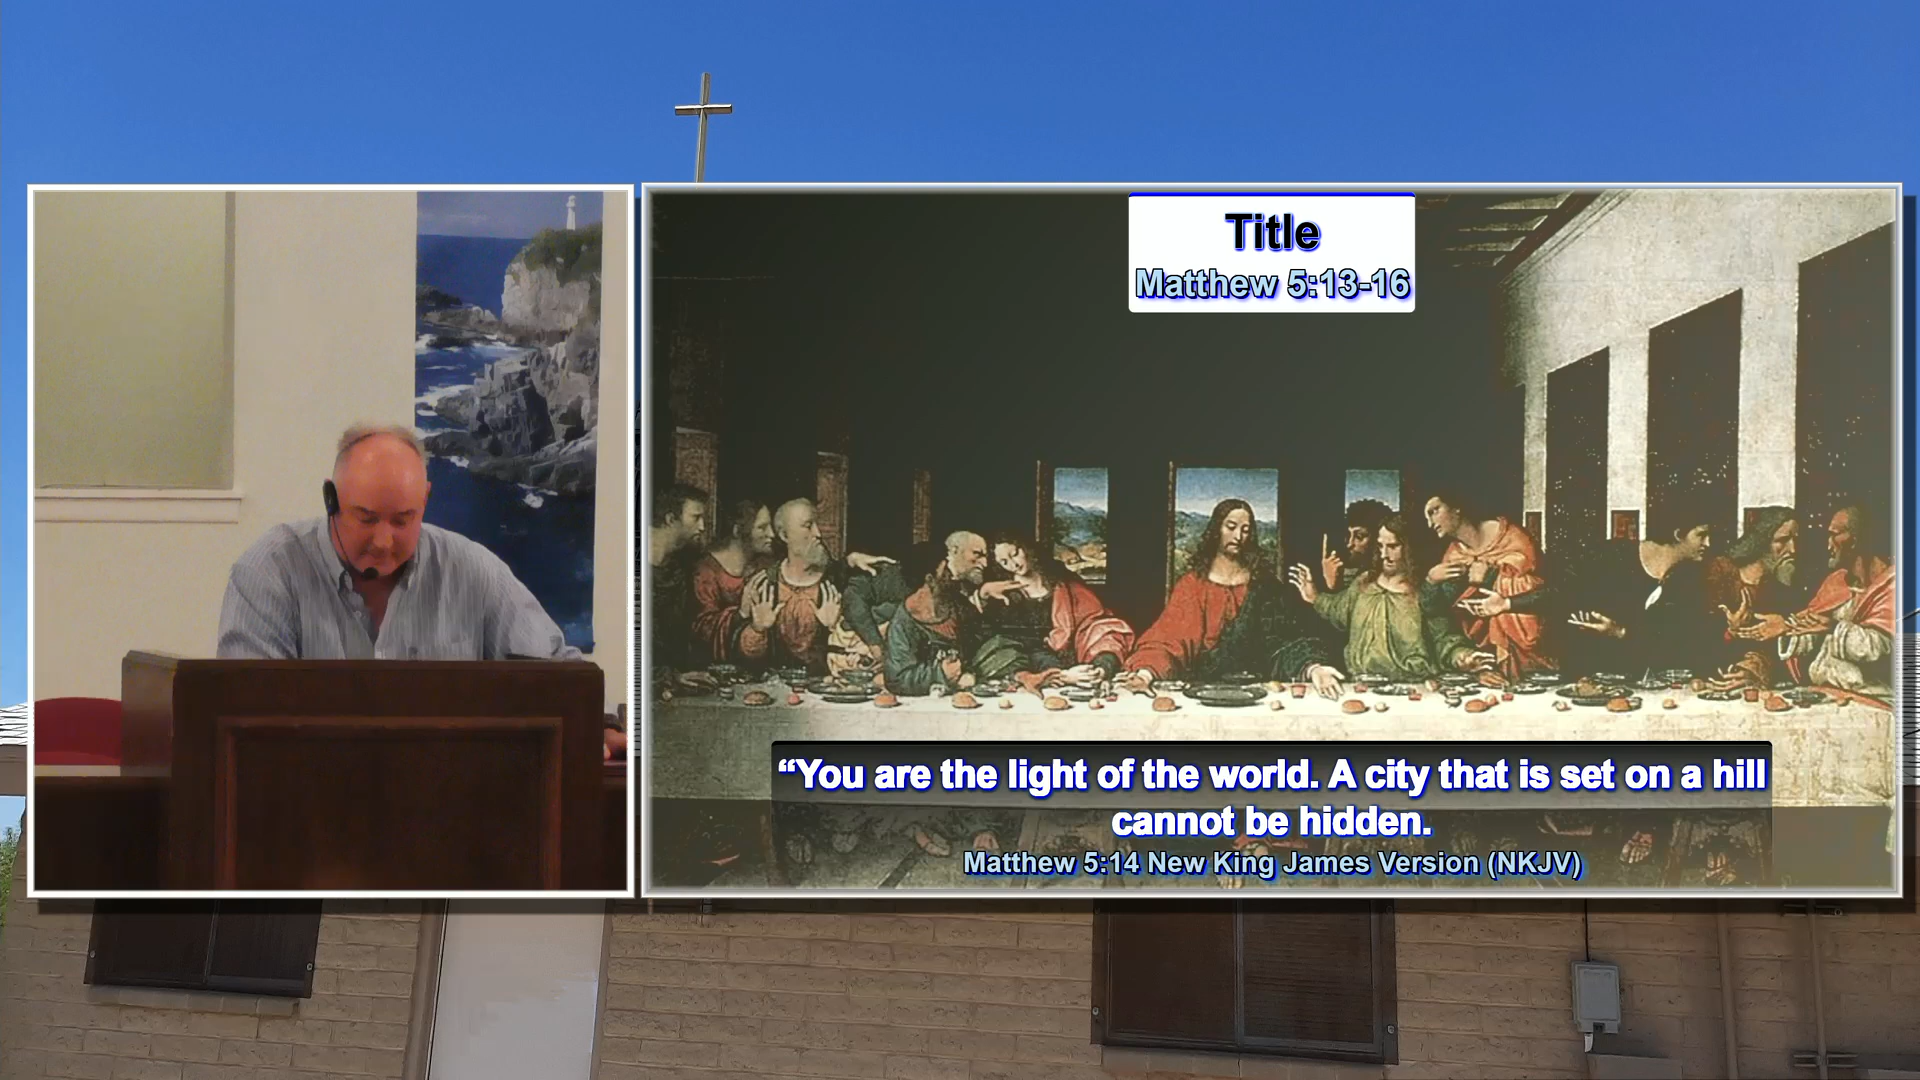 Title
Matthew 5:13-16
“You are the light of the world. A city that is set on a hill
cannot be hidden.
Matthew 5:14 New King James Version (NKJV)